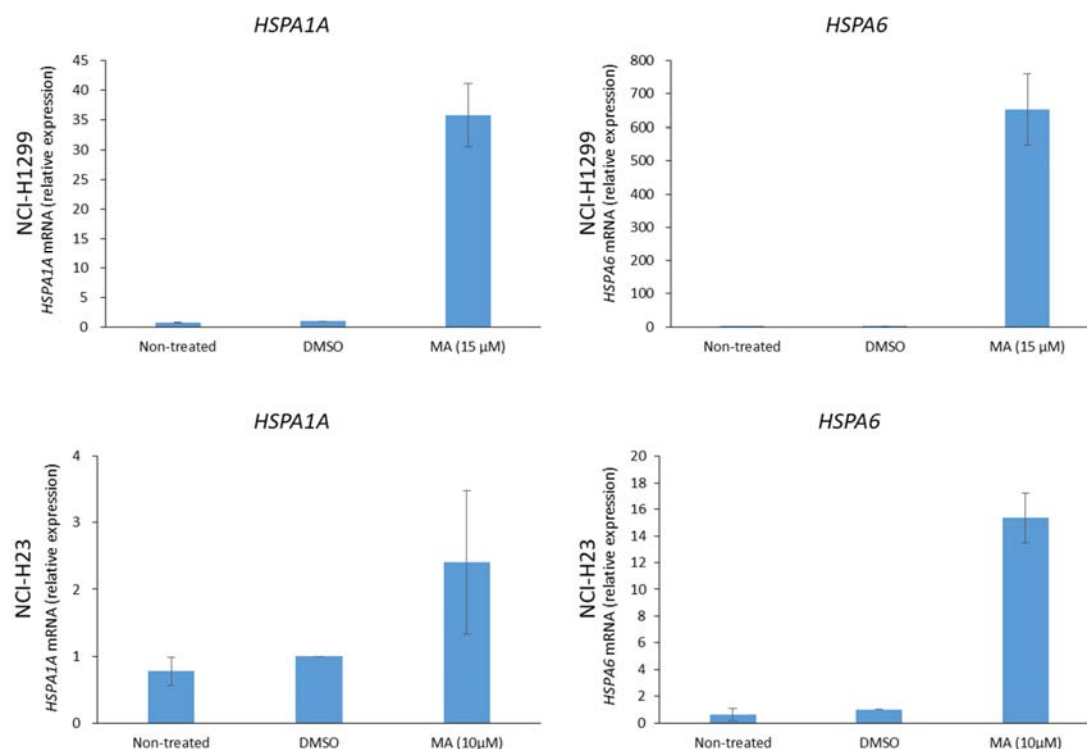 HSPA1A
NCI-H1299
HSPA1A mRNA (relative expression)
45
40
35
30
25
20
15
10
5
0
Non-treated DMSO MA (15 µM)
HSPA6
HSPA6 mRNA (relative expression)
NCI-H1299
800
700
600
500
400
300
200
100
0
Non-treated DMSO MA (15 µM)
HSPA1A
NCI-H23
HSPA1A mRNA (relative expression)
4
3
2
1
0
Non-treated DMSO MA (10µM)
HSPA6
NCI-H23
HSPA6 mRNA (relative expression)
20
18
16
14
12
10
8
6
4
2
0
Non-treated DMSO MA (10µM)